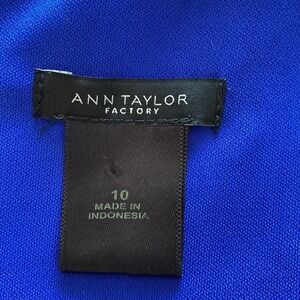 ANN TAYLOR
FACTORY
10
MADE IN
INDONESIA